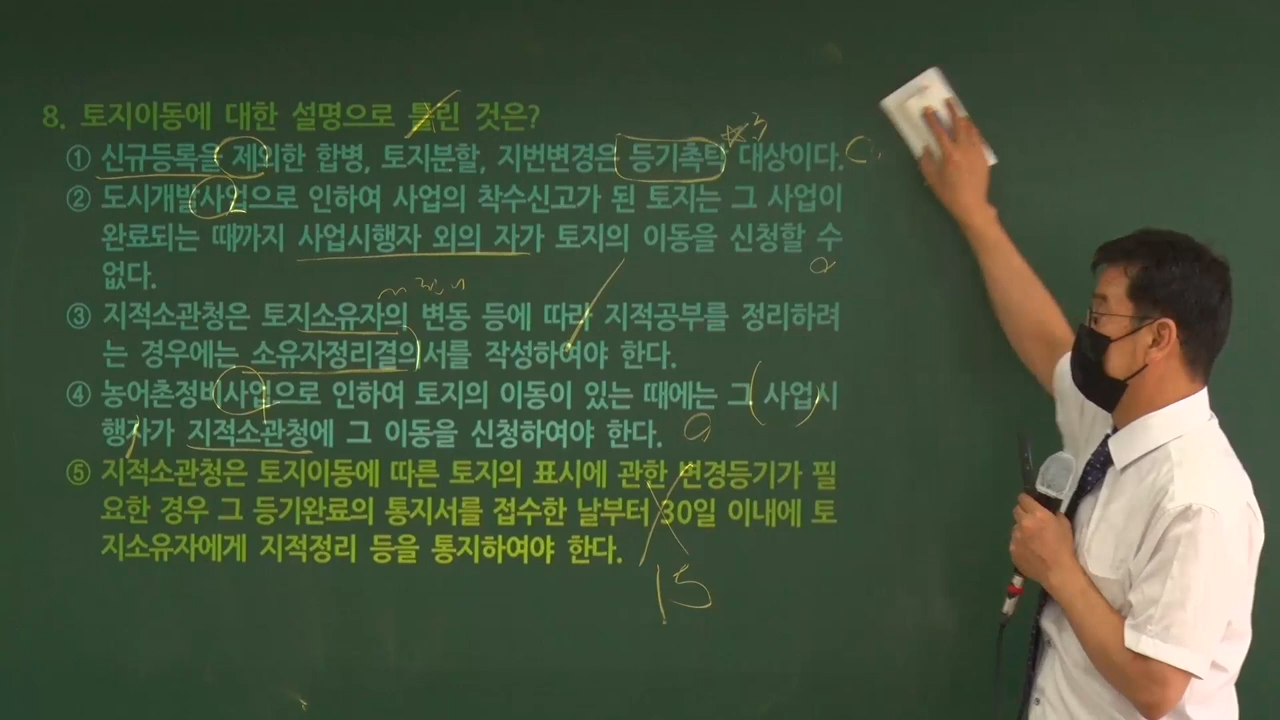 8. 토지이동에 대한 설명으로 틀린 것은?
① 신규등록을 제외한 합병, 토지분할, 지번변경은 등기촉탁 대상이다.
② 도시개발사업으로 인하여 사업의 착수신고가 된 토지는 그 사업이
완료되는 때까지 사업시행자 외의 자가 토지의 이동을 신청할 수
없다.
③ 지적소관청은 토지소유자의 변동 등에 따라 지적공부를 정리하려
는 경우에는 소유자정리결의서를 작성하여야 한다.
④ 농어촌정비사업으로 인하여 토지의 이동이 있는 때에는 그 사업시
행자가 지적소관청에 그 이동을 신청하여야 한다.
⑤ 지적소관청은 토지이동에 따른 토지의 표시에 관한 변경등기가 필
요한 경우 그 등기완료의 통지서를 접수한 날부터 30일 이내에 토
지소유자에게 지적정리 등을 통지하여야 한다.
15